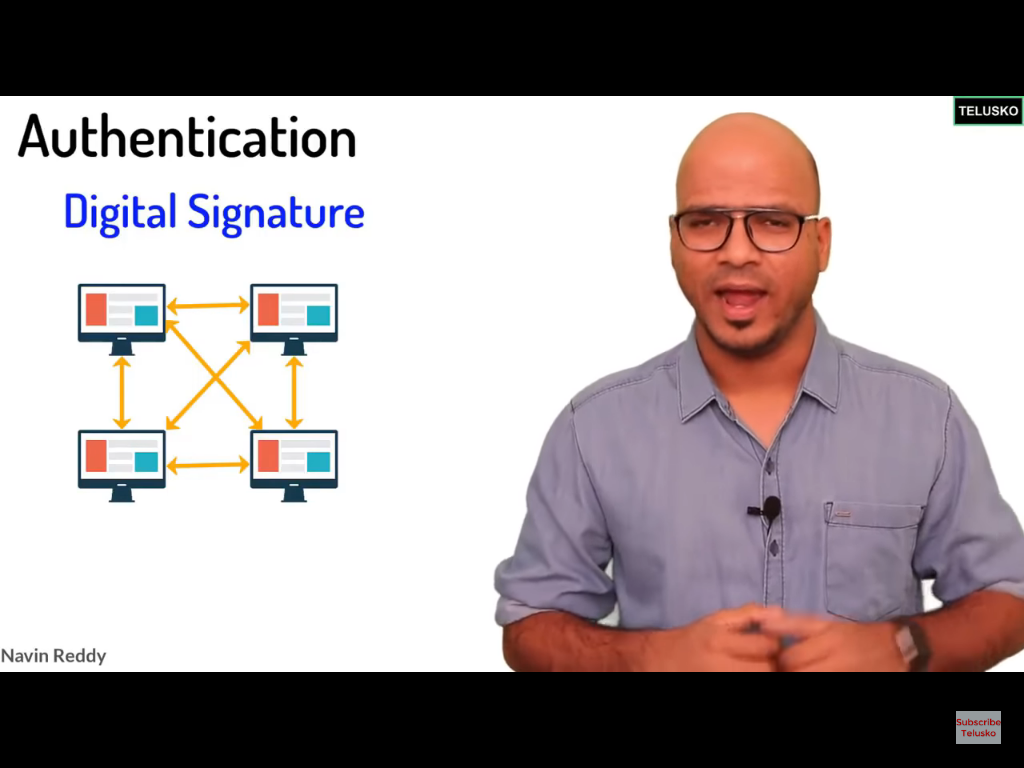 Authentication
TELUSKO
Digital Signature
Navin Reddy
Subscribe
Telusko